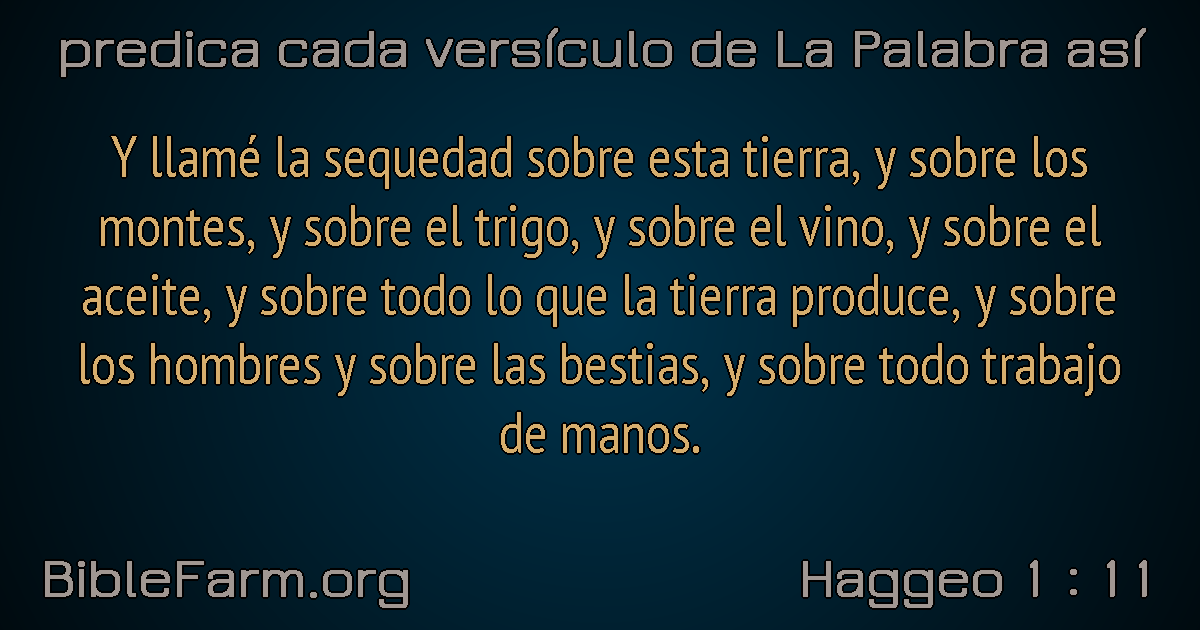 predica cada versículo de La Palabra así
Y llamé la sequedad sobre esta tierra, y sobre los
montes, y sobre el trigo, y sobre el vino, y sobre el
aceite, y sobre todo lo que la tierra produce, y sobre
los hombres y sobre las bestias, y sobre todo trabajo
de manos.
BibleFarm.org
Haggeo 1 : 11